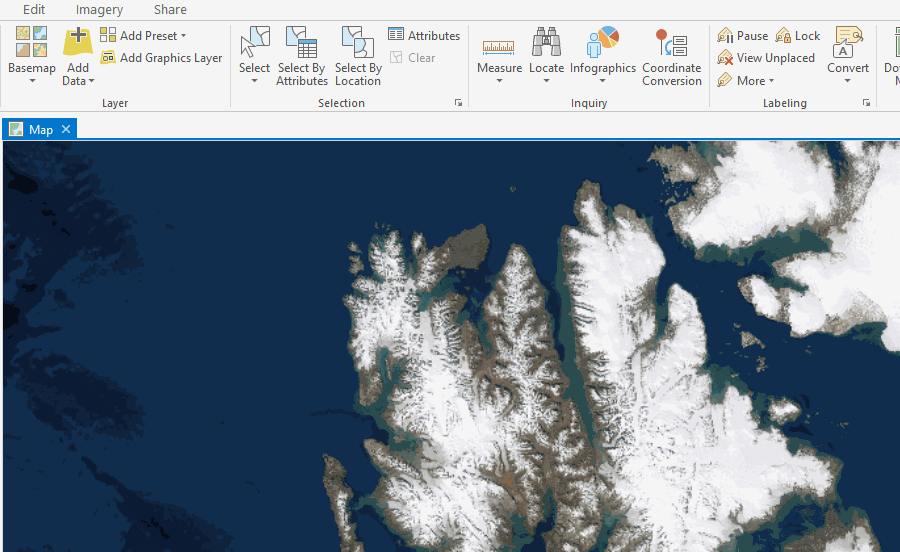 Edit Imagery Share
Add Preset
Attributes
Pause Lock
Add Graphics Layer
Clear
View Unplaced
Basemap Add Data Select Select By Attributes Select By Location Measure Locate Infographics Coordinate Conversion More Convert
Layer Selection Inquiry Labeling
Map